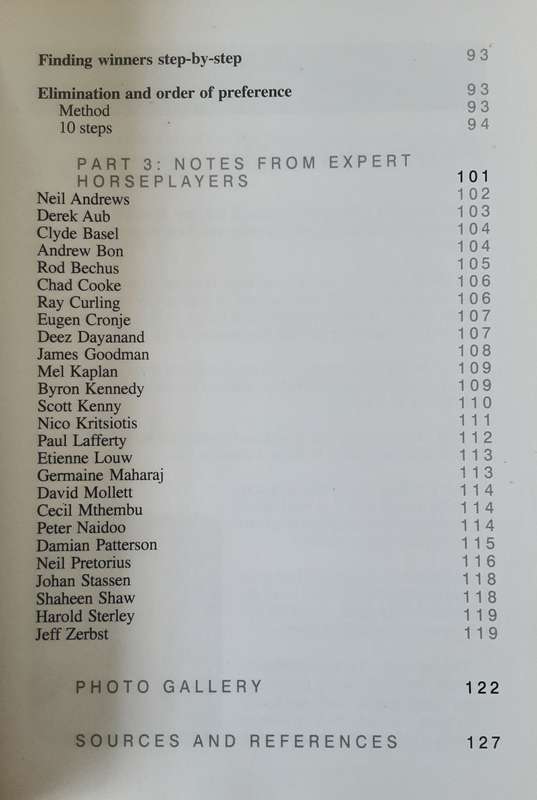 Finding winners step-by-step 93
Elimination and order of preference 93
Method 93
10 steps 94
PART 3: NOTES FROM EXPERT
HORSEPLAYERS 101
Neil Andrews 102
Derek Aub 103
Clyde Basel 104
Andrew Bon 104
Rod Bechus 105
Chad Cooke 106
Ray Curling 106
Eugen Cronje 107
Deez Dayanand 107
James Goodman 108
Mel Kaplan 109
Byron Kennedy 109
Scott Kenny 110
Nico Kritsiotis 111
Paul Lafferty 112
Etienne Louw 113
Germaine Maharaj 113
David Mollett 114
Cecil Mthembu 114
Peter Naidoo 114
Damian Patterson 115
Neil Pretorius 116
Johan Stassen 118
Shaheen Shaw 118
Harold Sterley 119
Jeff Zerbst 119
PHOTO GALLERY 122
SOURCES AND REFERENCES 127